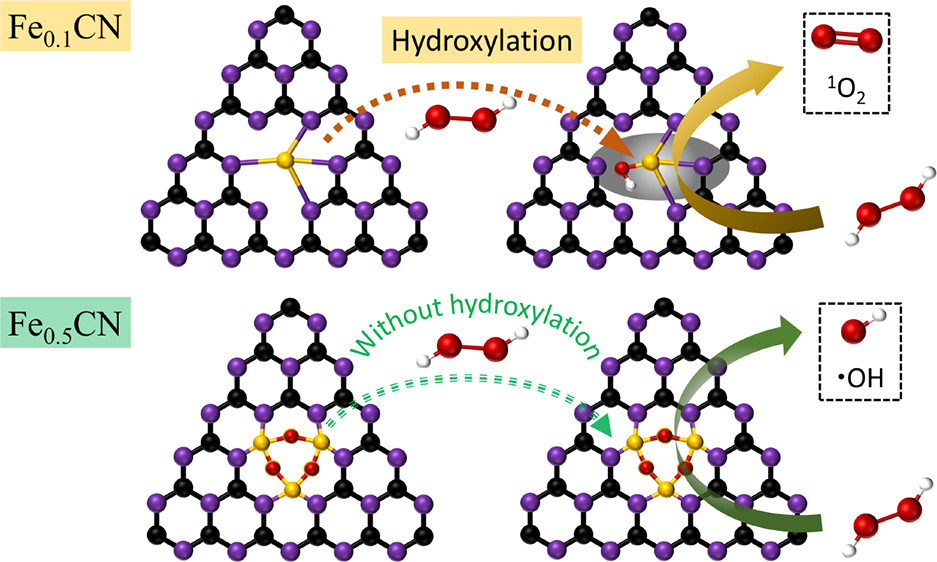 Fe₀.₁CN
Hydroxylation
¹O₂
Fe₀.₅CN
Without hydroxylation
•OH